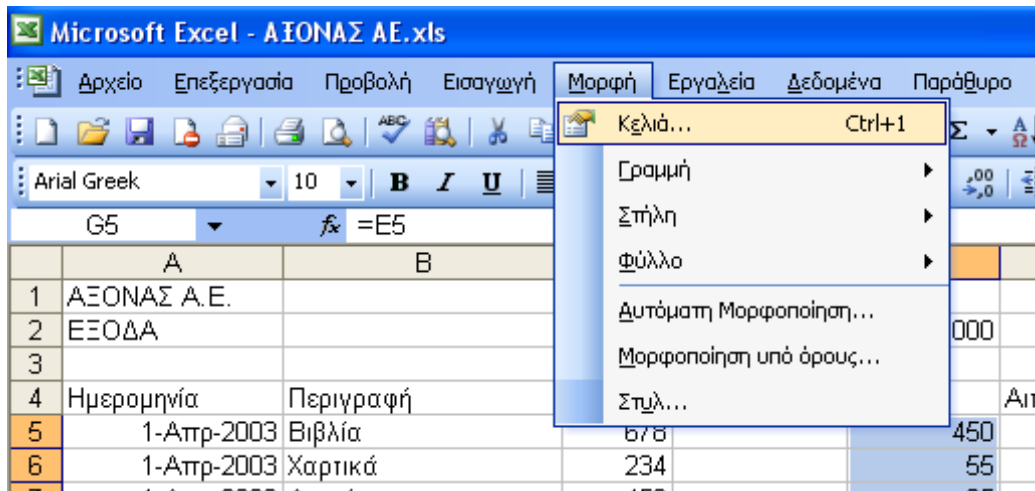 Microsoft Excel - ΑΞΟΝΑΣ ΑΕ.xls
Αρχείο Επεξεργασία Προβολή Εισαγωγή Μορφή Εργαλεία Δεδομένα Παράθυρο
Κελιά... Ctrl+1
Arial Greek 10 B I U
Γραμμή
G5 fx =E5
Στήλη
A B
Φύλλο
1 ΑΞΟΝΑΣ Α.Ε.
Αυτόματη Μορφοποίηση...
2 ΕΞΟΔΑ 000
Μορφοποίηση υπό όρους...
3
4 Ημερομηνία Περιγραφή
Στυλ...
5 1-Απρ-2003 Βιβλία 678 450
6 1-Απρ-2003 Χαρτικά 234 55